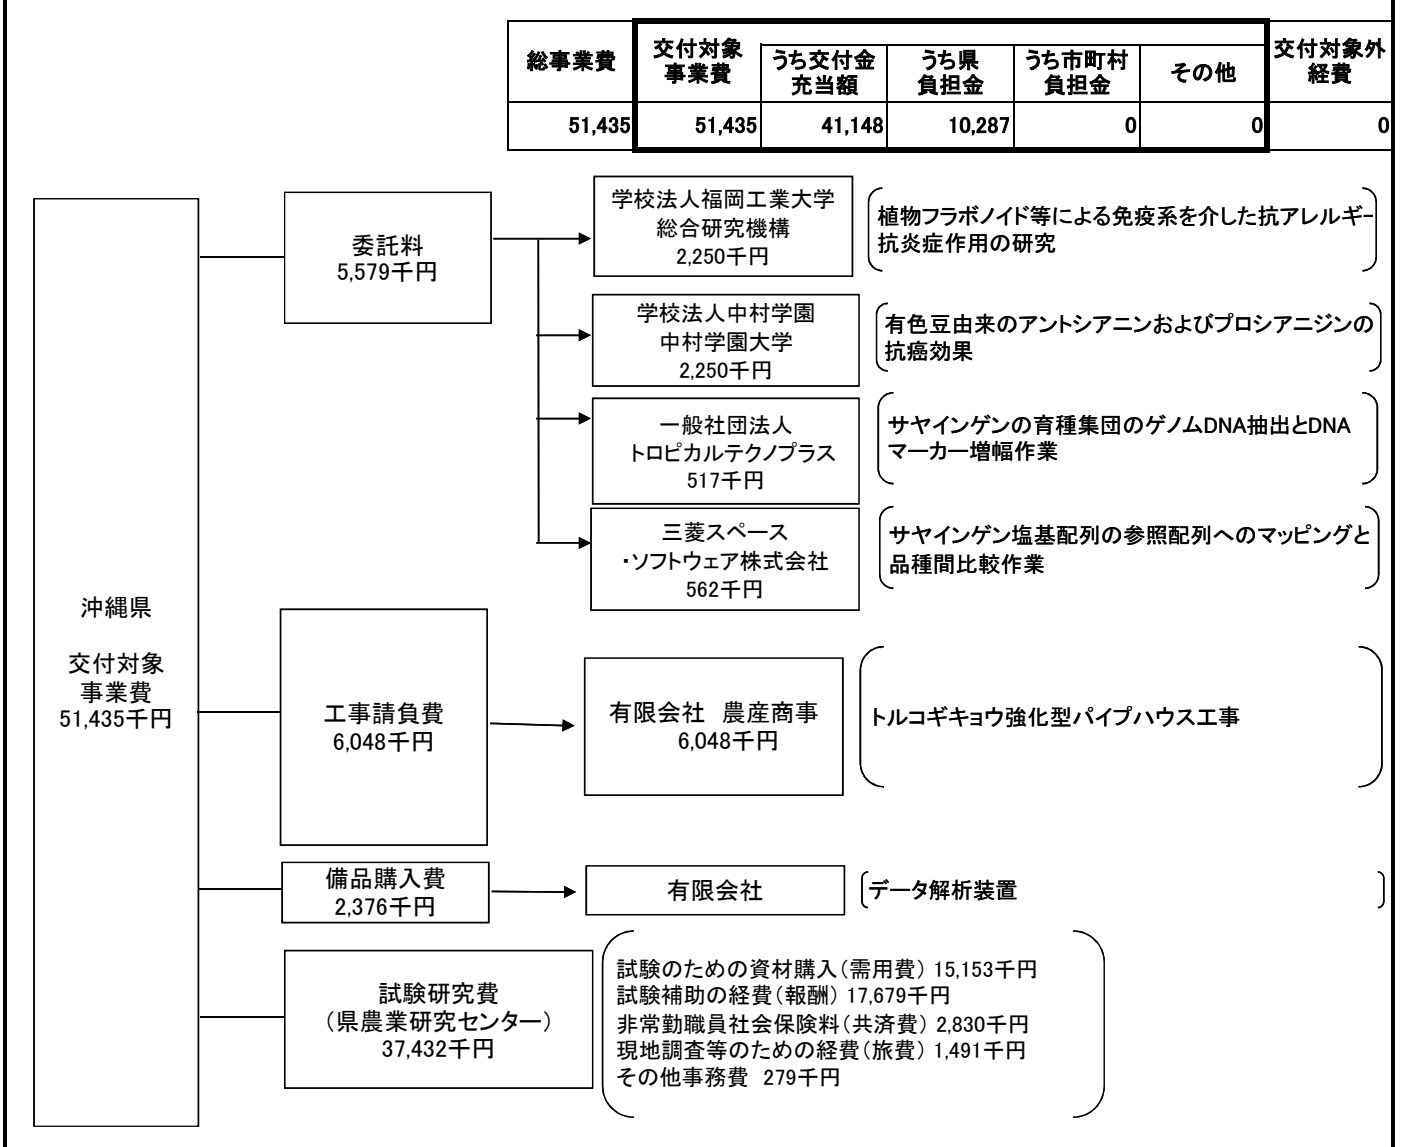 総事業費
交付対象
事業費
うち交付金
充当額
うち県
負担金
うち市町村
負担金
その他
交付対象外
経費
51,435
51,435
41,148
10,287
0
0
0
沖縄県
交付対象
事業費
51,435千円
委託料
5,579千円
学校法人福岡工業大学
総合研究機構
2,250千円
植物フラボノイド等による免疫系を介した抗アレルギー
抗炎症作用の研究
学校法人中村学園
中村学園大学
2,250千円
有色豆由来のアントシアニンおよびプロシアニジンの
抗癌効果
一般社団法人
トロピカルテクノプラス
517千円
サヤインゲンの育種集団のゲノムDNA抽出とDNA
マーカー増幅作業
三菱スペース
・ソフトウェア株式会社
562千円
サヤインゲン塩基配列の参照配列へのマッピングと
品種間比較作業
工事請負費
6,048千円
有限会社 農産商事
6,048千円
トルコギキョウ強化型パイプハウス工事
備品購入費
2,376千円
有限会社
データ解析装置
試験研究費
（県農業研究センター）
37,432千円
試験のための資材購入（需用費） 15,153千円
試験補助の経費（報酬） 17,679千円
非常勤職員社会保険料（共済費） 2,830千円
現地調査等のための経費（旅費） 1,491千円
その他事務費 279千円